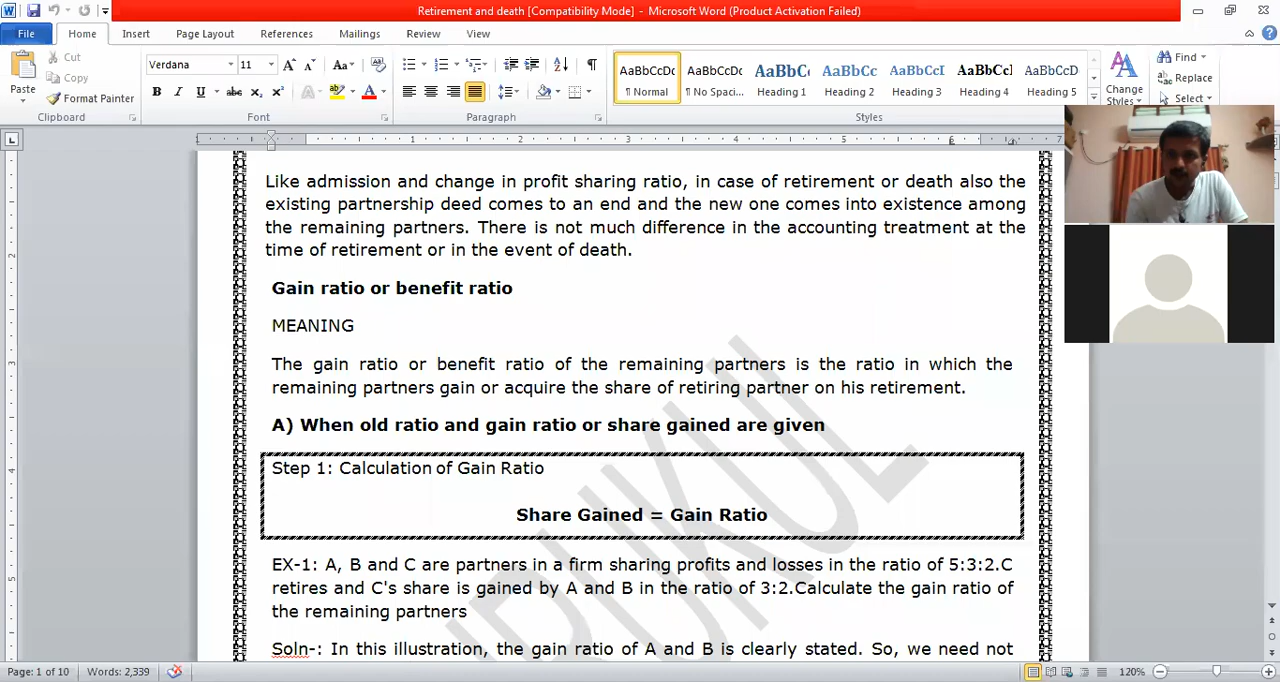 Retirement and death [Compatibility Mode] - Microsoft Word (Product Activation Failed)
File Home Insert Page Layout References Mailings Review View
Paste
Cut
Copy
Format Painter
Clipboard
Verdana 11
Font
Paragraph
AaBbCcDc AaBbCcDc AaBbC AaBbCc AaBbCcI AaBbCcI AaBbCcD
¶ Normal ¶ No Spaci... Heading 1 Heading 2 Heading 3 Heading 4 Heading 5
Styles
Change
Styles
Find
Replace
Select
Like admission and change in profit sharing ratio, in case of retirement or death also the
existing partnership deed comes to an end and the new one comes into existence among
the remaining partners. There is not much difference in the accounting treatment at the
time of retirement or in the event of death.
Gain ratio or benefit ratio
MEANING
The gain ratio or benefit ratio of the remaining partners is the ratio in which the
remaining partners gain or acquire the share of retiring partner on his retirement.
A) When old ratio and gain ratio or share gained are given
Step 1: Calculation of Gain Ratio
Share Gained = Gain Ratio
EX-1: A, B and C are partners in a firm sharing profits and losses in the ratio of 5:3:2.C
retires and C's share is gained by A and B in the ratio of 3:2.Calculate the gain ratio of
the remaining partners
Soln-: In this illustration, the gain ratio of A and B is clearly stated. So, we need not
Page: 1 of 10 Words: 2,339 120%